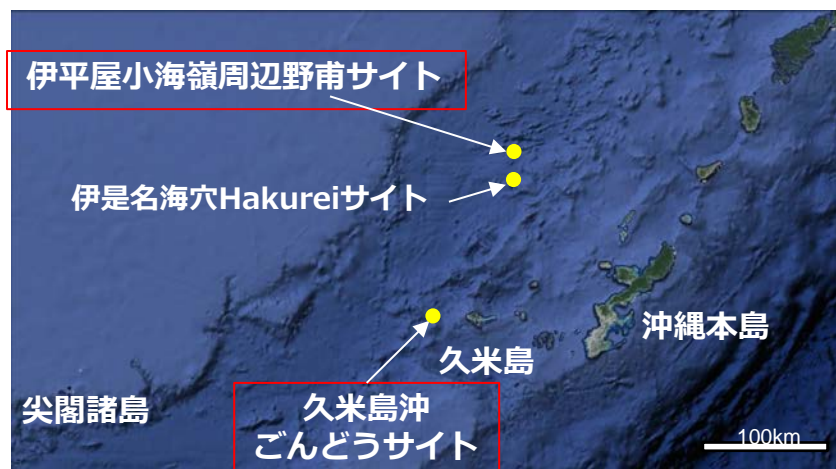 伊平屋小海嶺周辺野甫サイト
伊是名海穴Hakureiサイト
沖縄本島
久米島
尖閣諸島
久米島沖
ごんどうサイト
100km